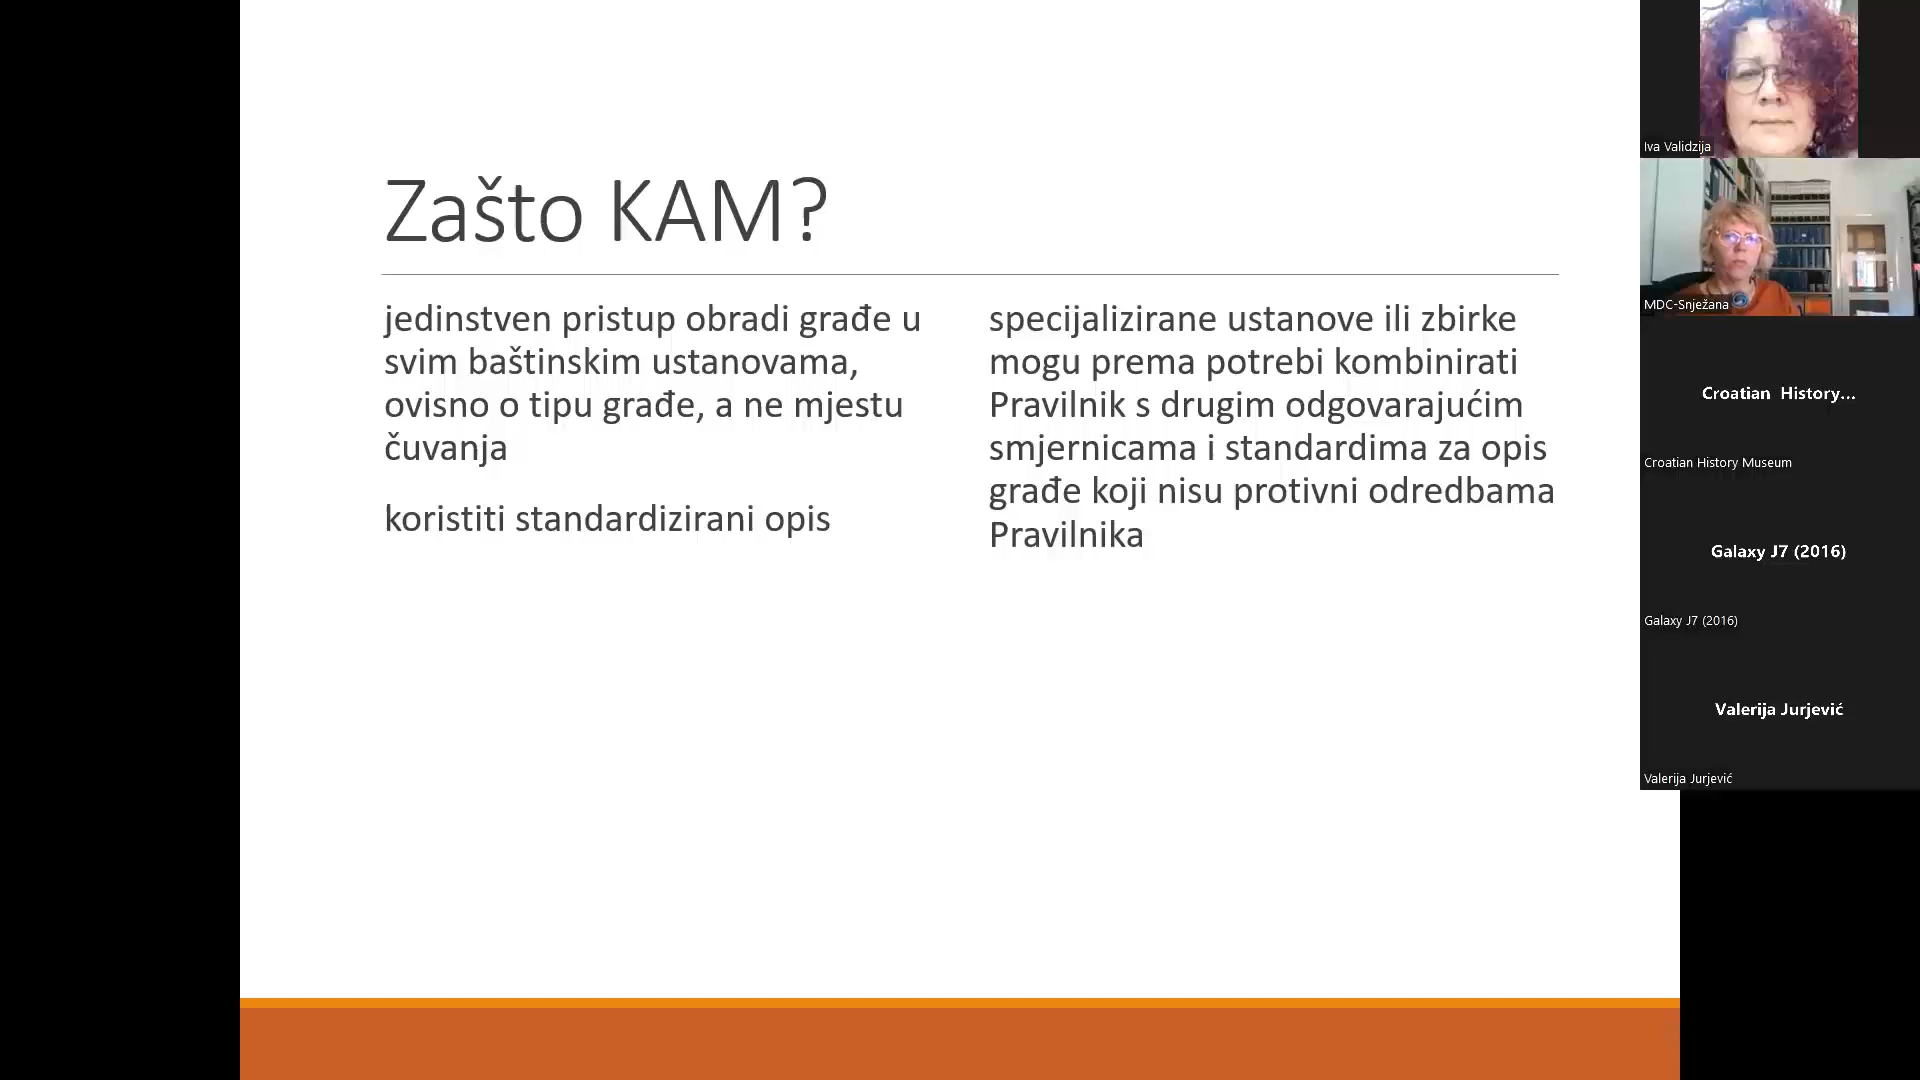 Zašto KAM?
jedinstven pristup obradi građe u
svim baštinskim ustanovama,
ovisno o tipu građe, a ne mjestu
čuvanja
koristiti standardizirani opis
specijalizirane ustanove ili zbirke
mogu prema potrebi kombinirati
Pravilnik s drugim odgovarajućim
smjernicama i standardima za opis
građe koji nisu protivni odredbama
Pravilnika
Iva Validzija
MDC-Snježana
Croatian History...
Croatian History Museum
Galaxy J7 (2016)
Galaxy J7 (2016)
Valerija Jurjević
Valerija Jurjević